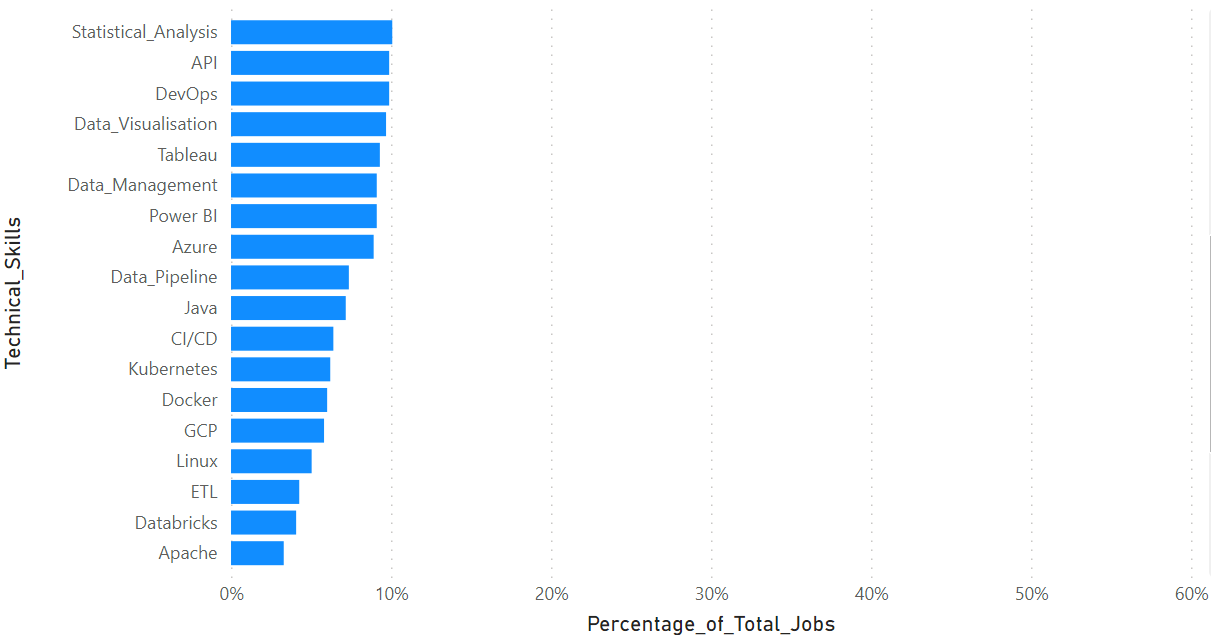 Technical_Skills
Statistical_Analysis
API
DevOps
Data_Visualisation
Tableau
Data_Management
Power BI
Azure
Data_Pipeline
Java
CI/CD
Kubernetes
Docker
GCP
Linux
ETL
Databricks
Apache
0% 10% 20% 30% 40% 50% 60%
Percentage_of_Total_Jobs